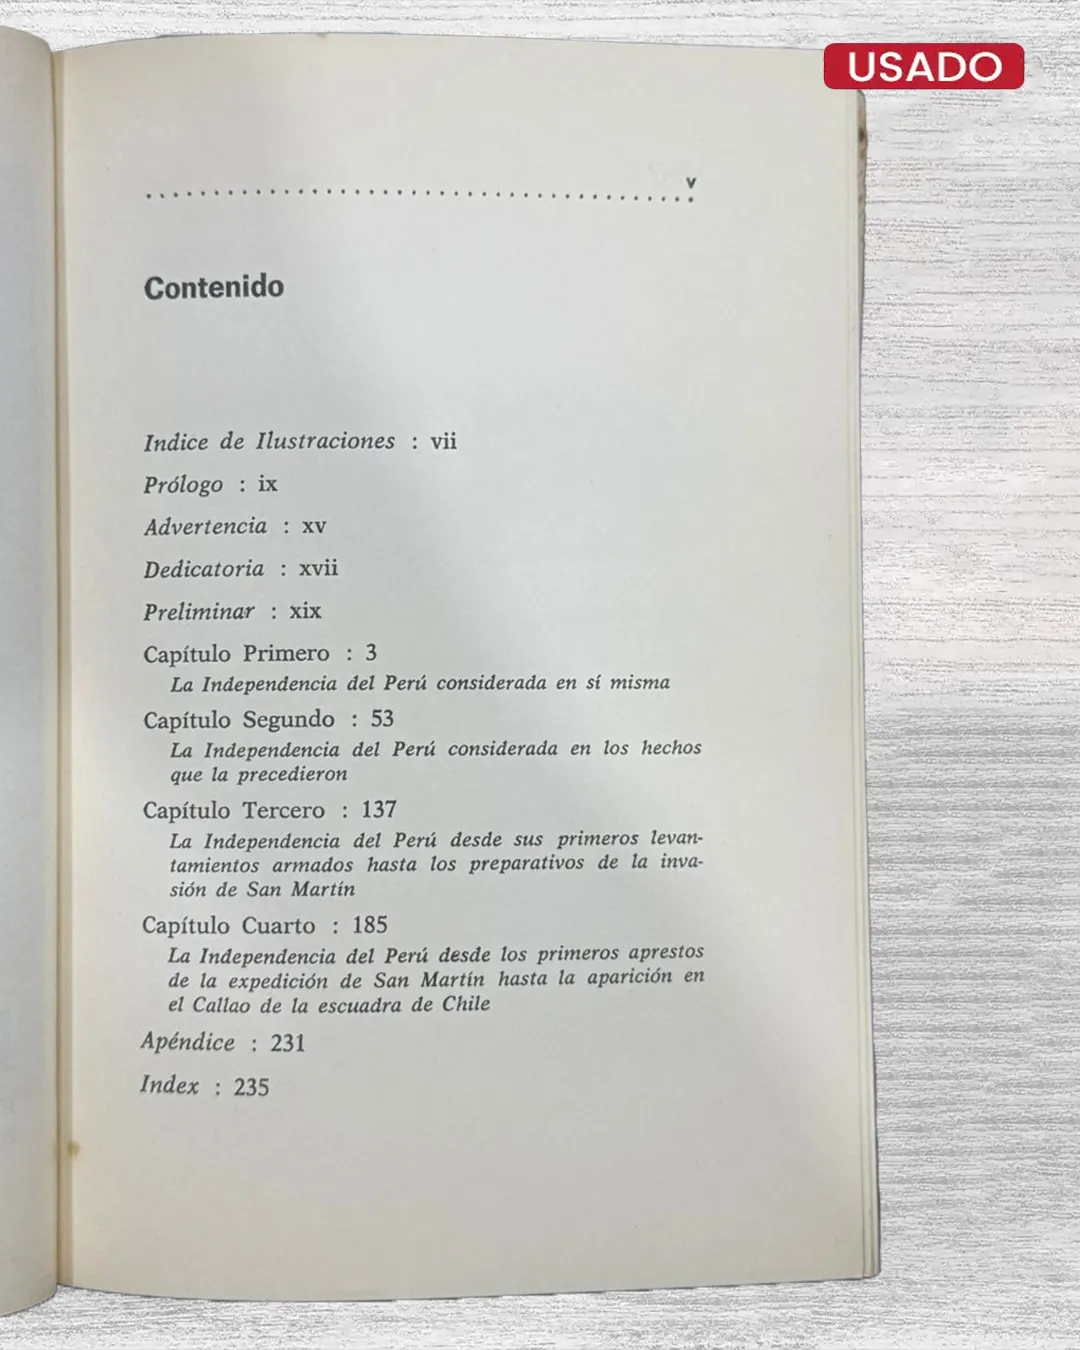 USADO
v
Contenido
Indice de Ilustraciones : vii
Prólogo : ix
Advertencia : xv
Dedicatoria : xvii
Preliminar : xix
Capítulo Primero : 3
La Independencia del Perú considerada en sí misma
Capítulo Segundo : 53
La Independencia del Perú considerada en los hechos
que la precedieron
Capítulo Tercero : 137
La Independencia del Perú desde sus primeros levan-
tamientos armados hasta los preparativos de la inva-
sión de San Martín
Capítulo Cuarto : 185
La Independencia del Perú desde los primeros aprestos
de la expedición de San Martín hasta la aparición en
el Callao de la escuadra de Chile
Apéndice : 231
Index : 235